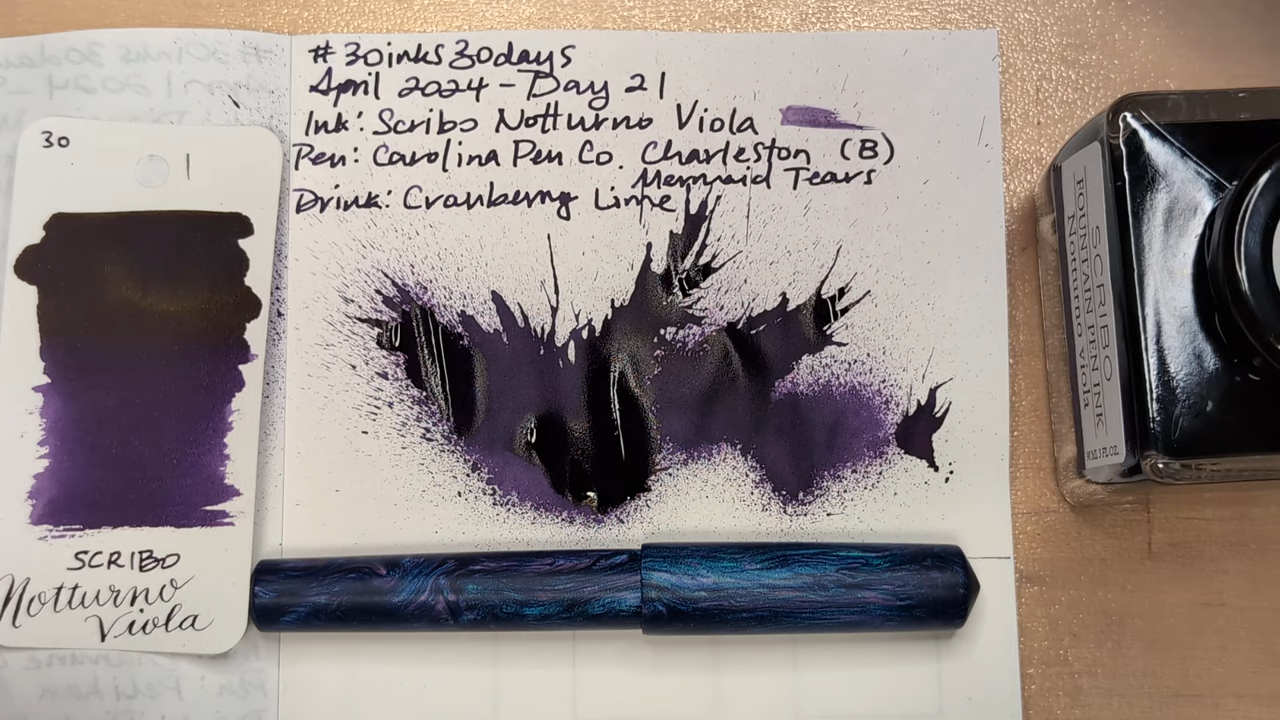 #30inks30days
April 2024 - Day 21
Ink: Scribo Notturno Viola
Pen: Carolina Pen Co. Charleston (B)
Mermaid Tears
Drink: Cranberry Lime
30
1
SCRIBO
Notturno
Viola
SCRIBO
FOUNTAIN PEN INK
Notturno Viola